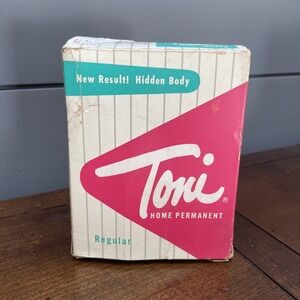 New Result! Hidden Body
Toni®
HOME PERMANENT
Regular